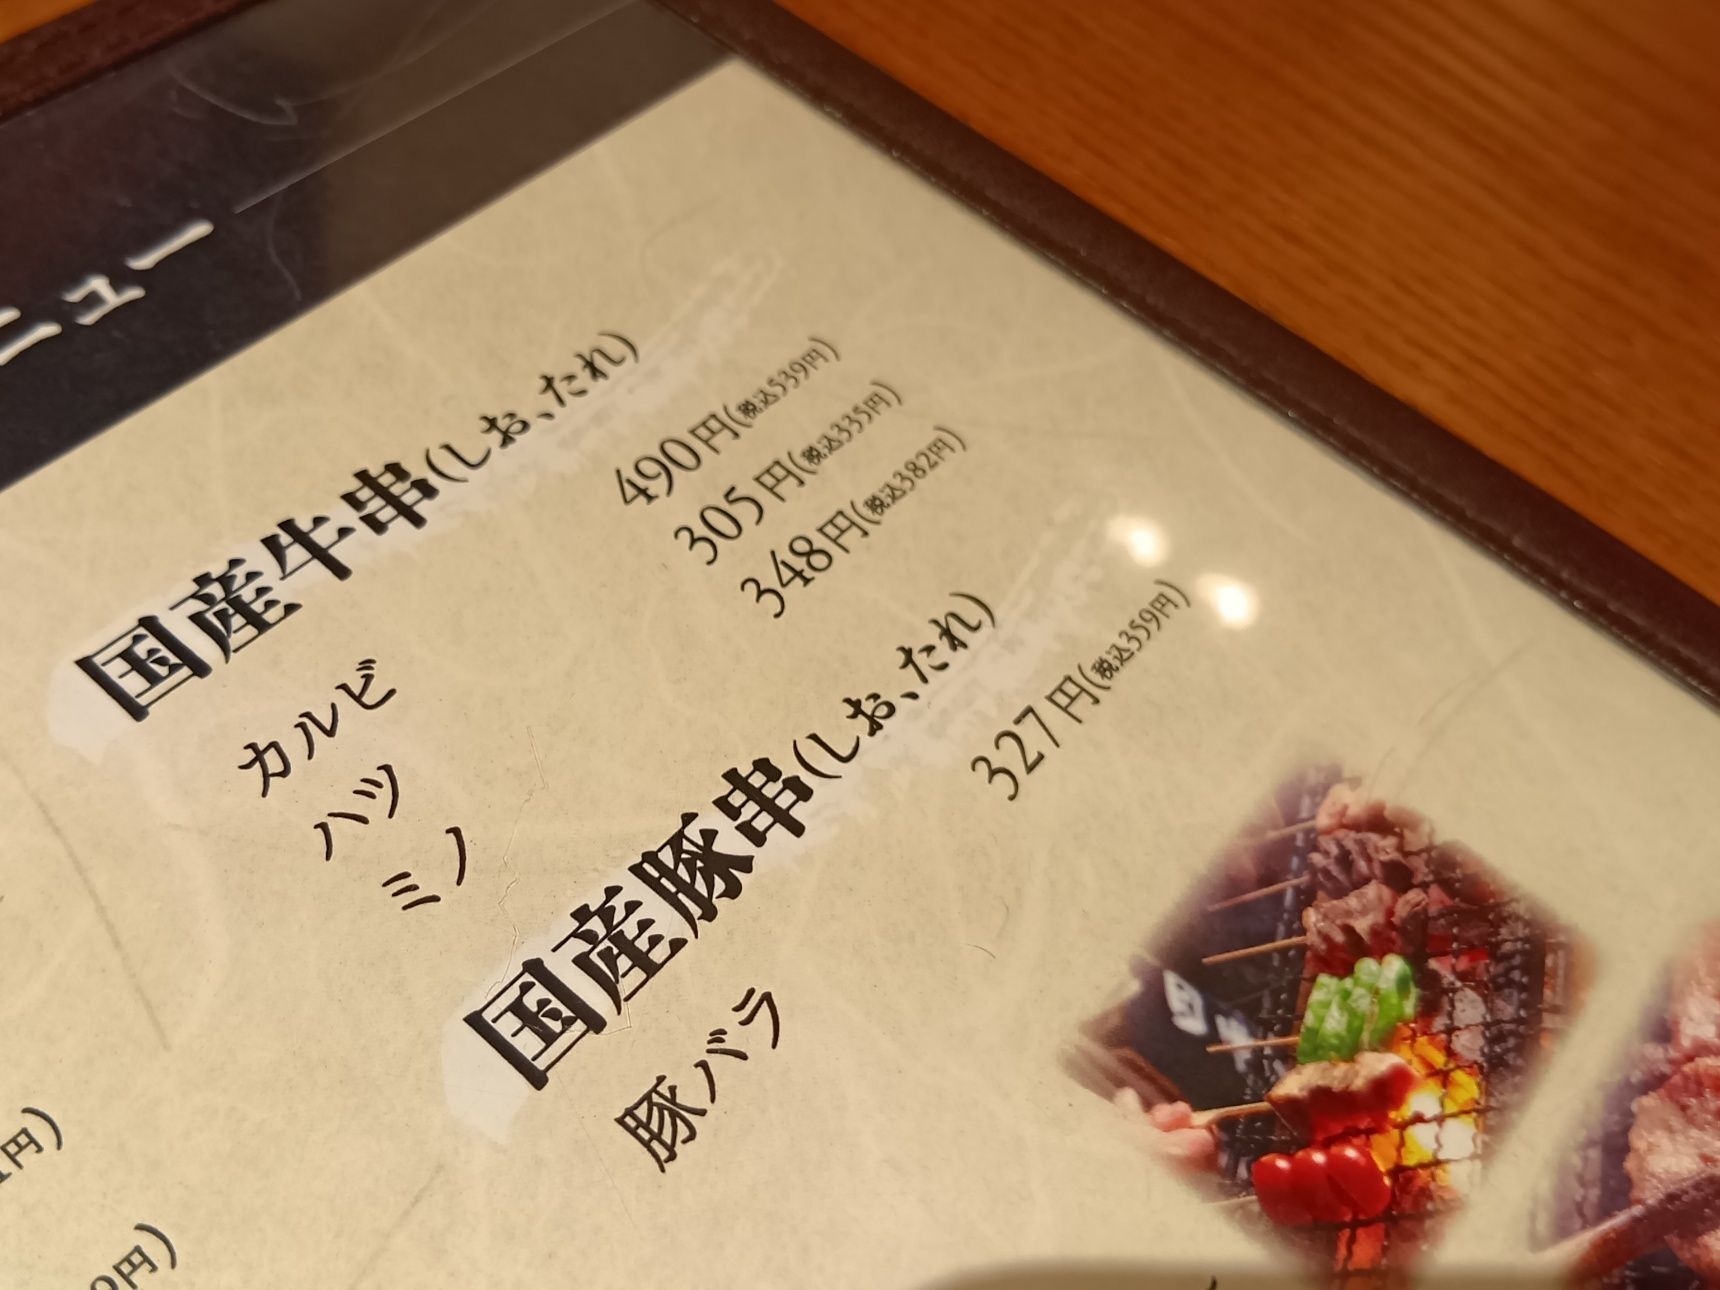 ニュー
国産牛串(しお、たれ)
カルビ 490円(税込539円)
ハツ 305円(税込335円)
ミノ 348円(税込382円)
国産豚串(しお、たれ)
豚バラ 327円(税込359円)
円)
円)